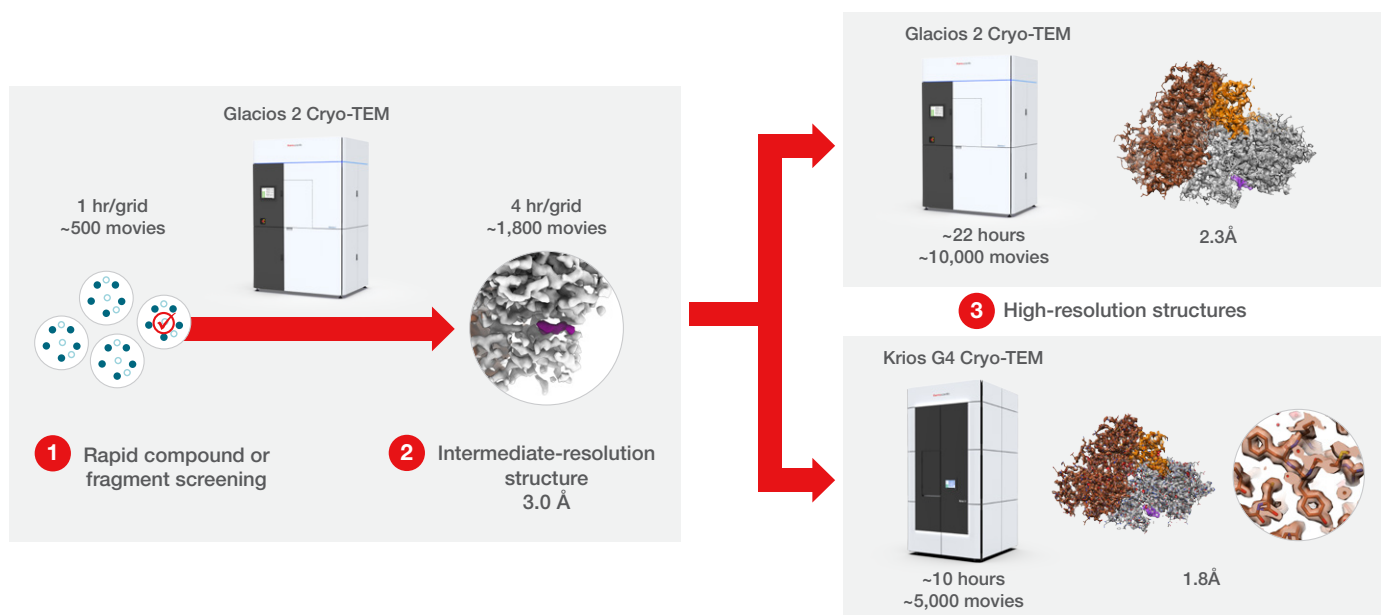 Glacios 2 Cryo-TEM
1 hr/grid
~500 movies
4 hr/grid
~1,800 movies
1
Rapid compound or
fragment screening
2
Intermediate-resolution
structure
3.0 Å
Glacios 2 Cryo-TEM
~22 hours
~10,000 movies
2.3Å
3
High-resolution structures
Krios G4 Cryo-TEM
~10 hours
~5,000 movies
1.8Å